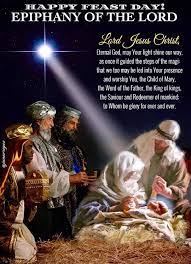 HAPPY FEAST DAY!
EPIPHANY OF THE LORD
Lord Jesus Christ,
Eternal God, may Your light shine our way,
as once it guided the steps of the magi
that we too may be led into Your presence
and worship You, the Child of Mary,
the Word of the Father, the King of kings,
the Saviour and Redeemer of mankind;
to Whom be glory for ever and ever.